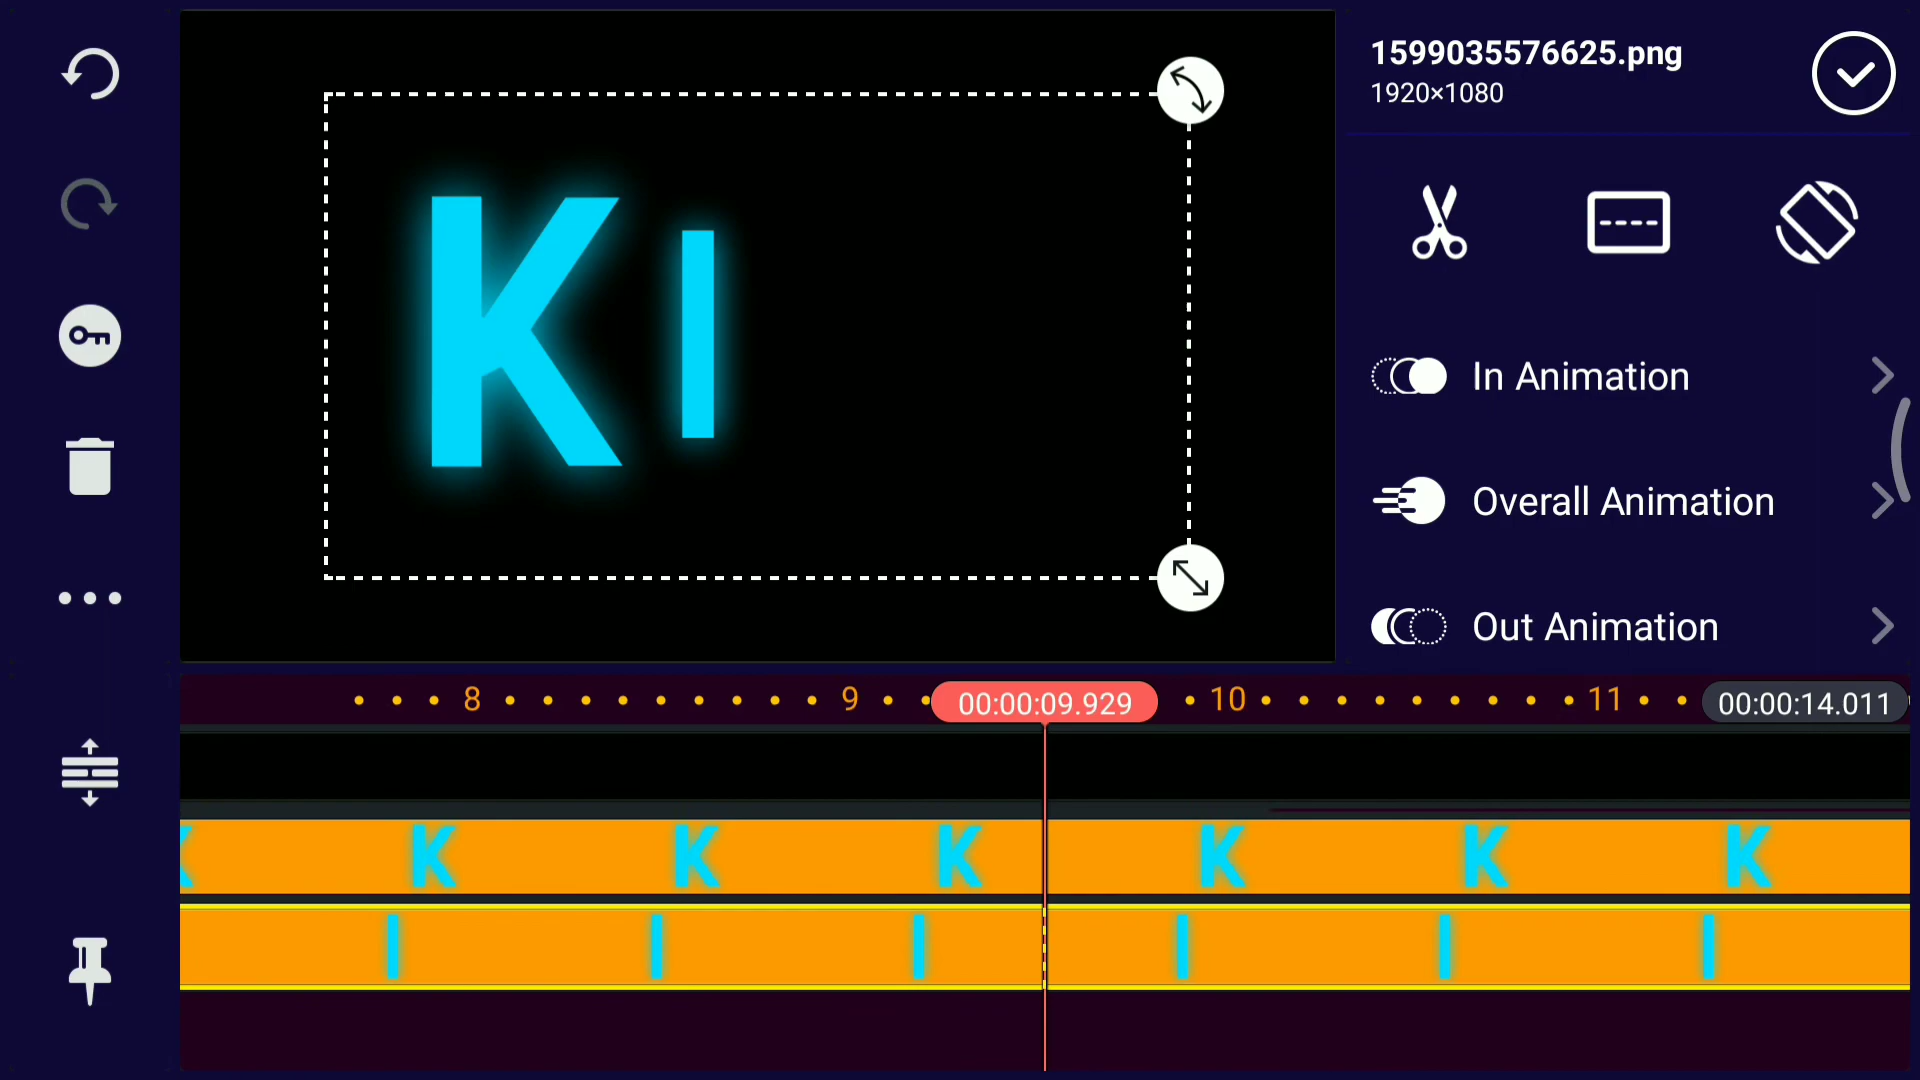 1599035576625.png
1920×1080
KI
In Animation
Overall Animation
Out Animation
8 9 00:00:09.929 10 11 00:00:14.011
K K K K K K K
I I I I I I